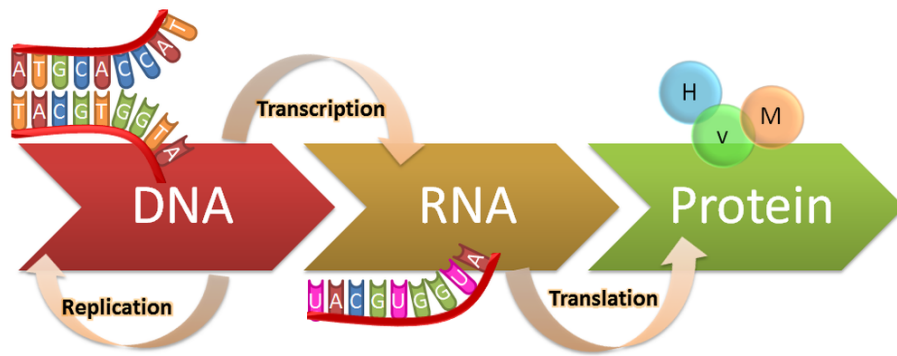 ATGCACCAT
TACGTGGTA
Transcription
H
v
M
DNA
RNA
Protein
Replication
UACGUGGUA
Translation